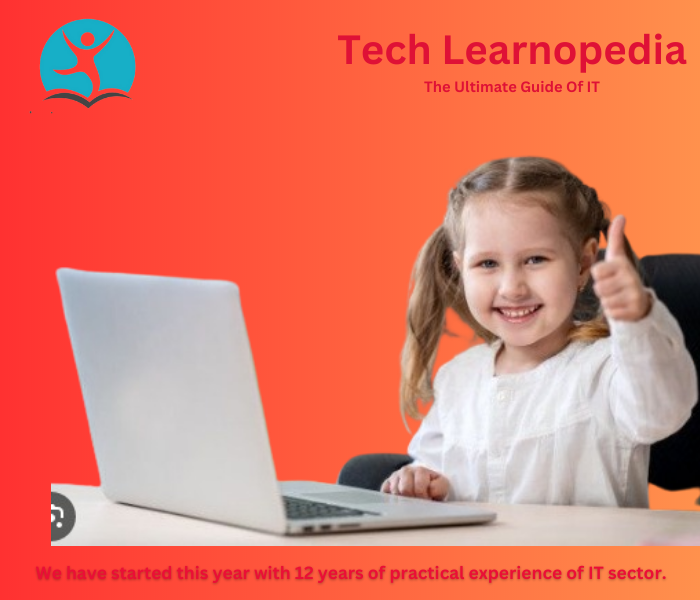 Tech Learnopedia
The Ultimate Guide Of IT
We have started this year with 12 years of practical experience of IT sector.